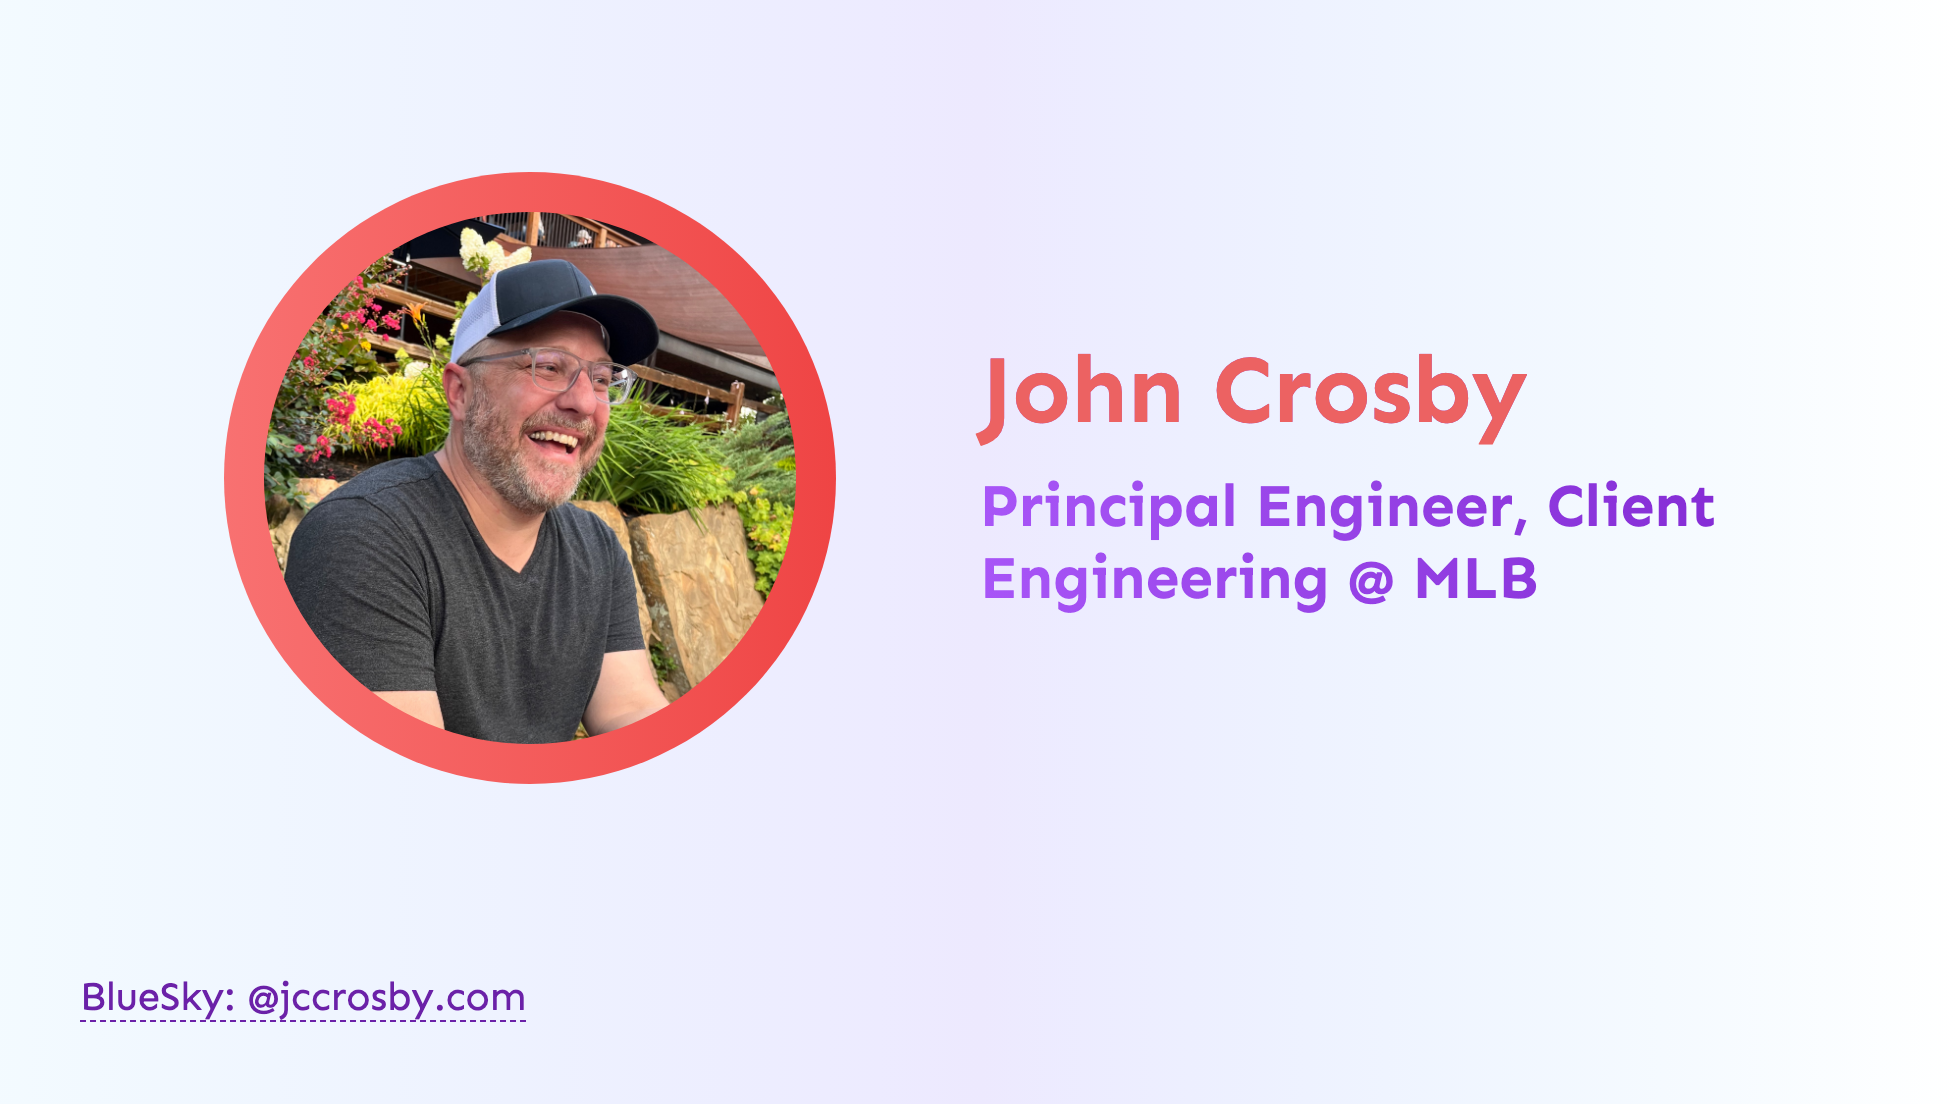 John Crosby
Principal Engineer, Client
Engineering @ MLB
BlueSky: @jccrosby.com